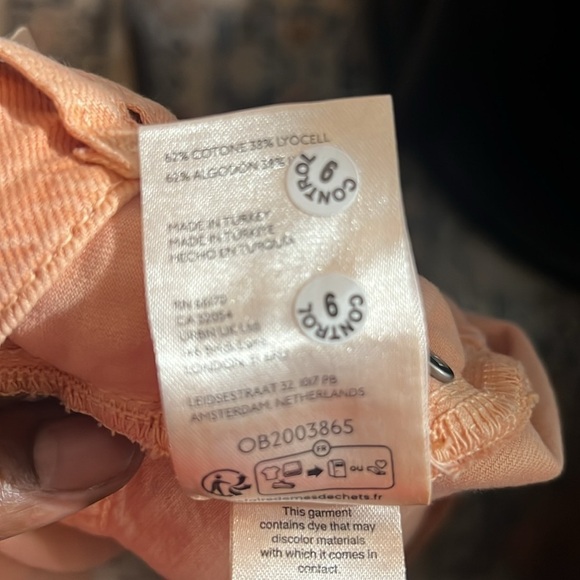 62% COTONE 38% LYOCELL
62% ALGODÓN 38%
CONTROL 9
MADE IN TURKEY
MADE IN TÜRKIYE
HECHO EN TURQUÍA
RN 66670
CA 32054
URBN UK Ltd
CONTROL 9
LONDON
LEIDSESTRAAT 32, 1017 PB
AMSTERDAM, NETHERLANDS
OB2003865
FR
OU
dechets.fr
This garment
contains dye that may
discolor materials
with which it comes in
contact.